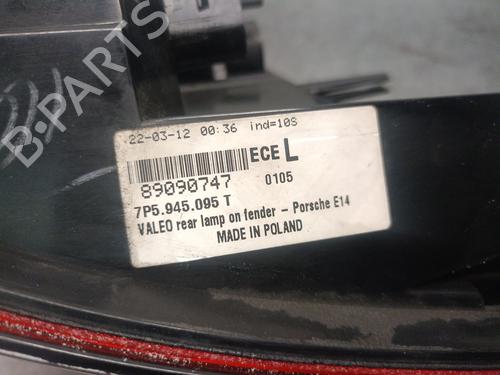 B-PARTS
22-03-12 00:36 ind=10S
ECE L
89090747 0105
7P5.945.095 T
VALEO rear lamp on fender - Porsche E14
MADE IN POLAND